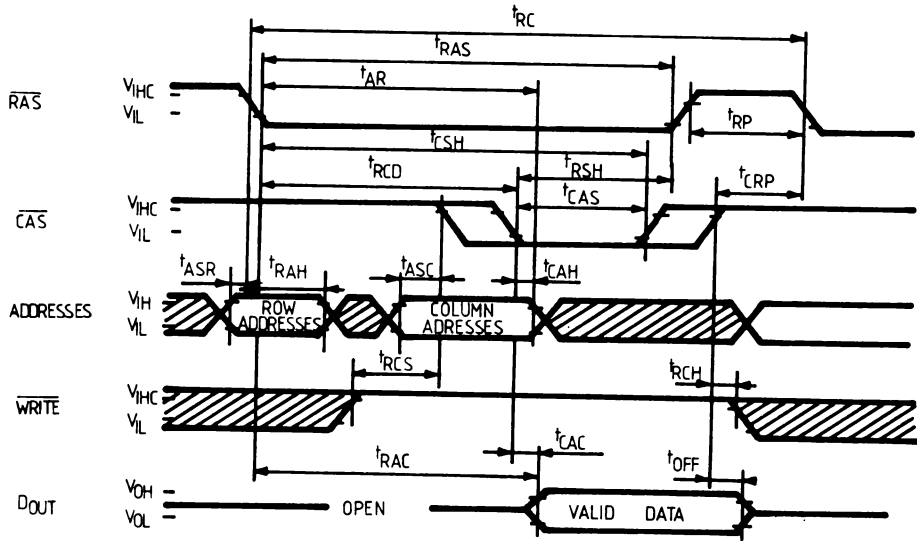 tRC
tRAS
tAR
RAS
VIHC
VIL
tRP
tCSH
tRCD
tRSH
tCRP
CAS
VIHC
VIL
tCAS
tASR
tRAH
tASC
tCAH
ADDRESSES
VIH
VIL
ROW
ADDRESSES
COLUMN
ADRESSES
tRCS
tRCH
WRITE
VIHC
VIL
tRAC
tCAC
tOFF
DOUT
VOH
VOL
OPEN
VALID DATA